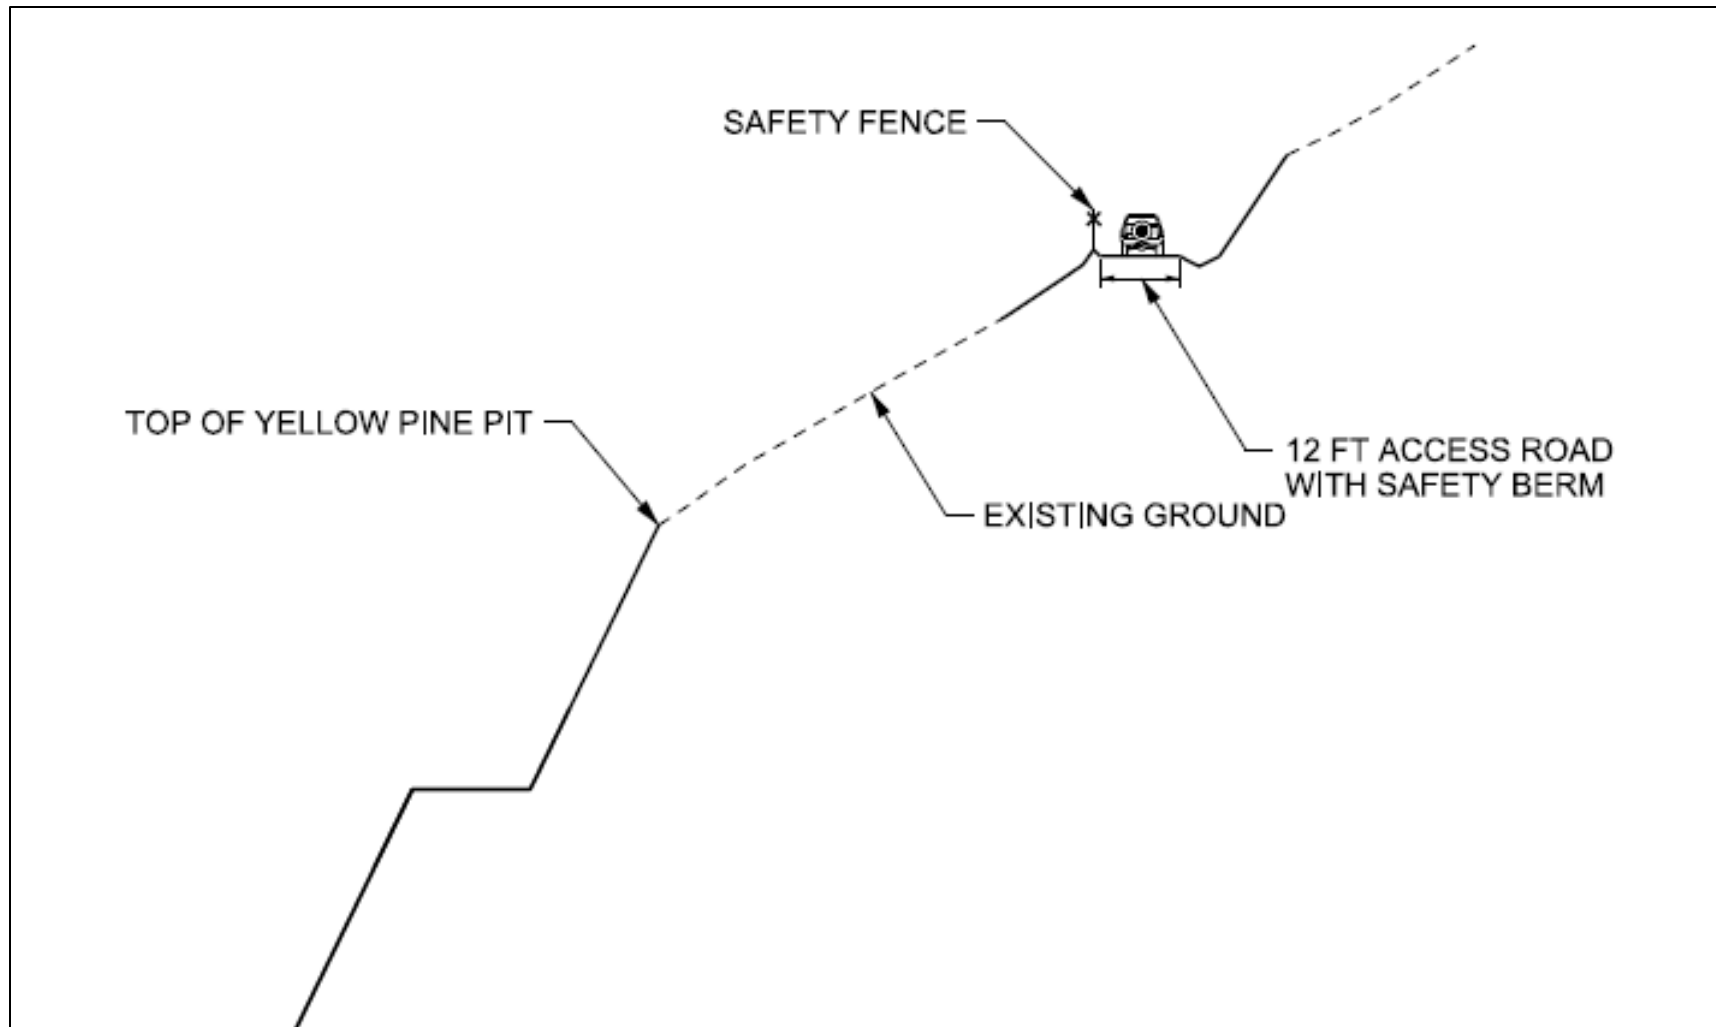 SAFETY FENCE
TOP OF YELLOW PINE PIT
12 FT ACCESS ROAD
WITH SAFETY BERM
EXISTING GROUND